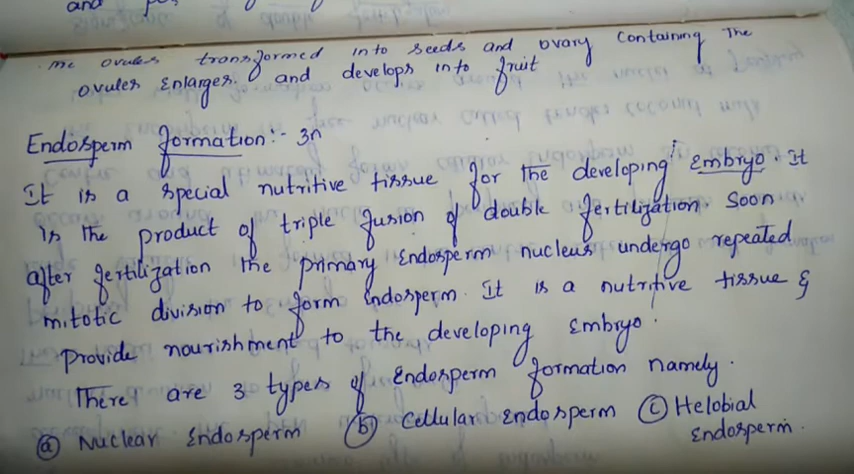 and
the ovules transformed into seeds and ovary containing the
ovules Enlarges. and develops into fruit
Endosperm formation:- 3n
It is a special nutritive tissue for the developing embryo. It
is the product of triple fusion of double fertilization. Soon
after fertilization the primary Endosperm nucleus undergo repeated
mitotic division to form Endosperm. It is a nutritive tissue &
Provide nourishment to the developing Embryo.
There are 3 types of Endosperm formation namely.
(a) Nuclear Endosperm (b) Cellular Endosperm (c) Helobial
Endosperm.